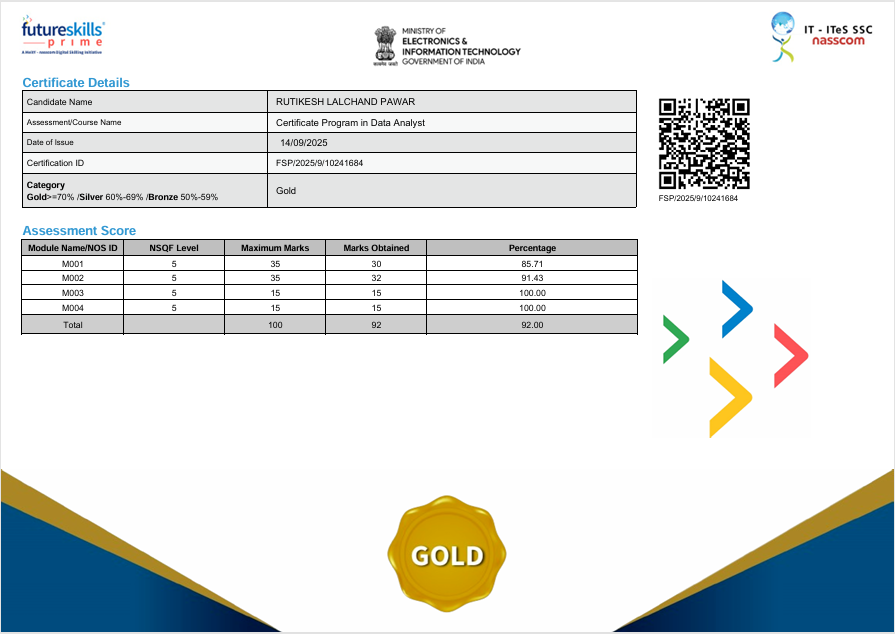 futureskills
prime
A MeitY - nasscom Digital Skilling Initiative
MINISTRY OF
ELECTRONICS &
INFORMATION TECHNOLOGY
GOVERNMENT OF INDIA
सत्यमेव जयते
IT - ITeS SSC
nasscom
Certificate Details
Candidate Name RUTIKESH LALCHAND PAWAR
Assessment/Course Name Certificate Program in Data Analyst
Date of Issue 14/09/2025
Certification ID FSP/2025/9/10241684
Category
Gold>=70% /Silver 60%-69% /Bronze 50%-59% Gold
FSP/2025/9/10241684
Assessment Score
Module Name/NOS ID NSQF Level Maximum Marks Marks Obtained Percentage
M001 5 35 30 85.71
M002 5 35 32 91.43
M003 5 15 15 100.00
M004 5 15 15 100.00
Total 100 92 92.00
GOLD